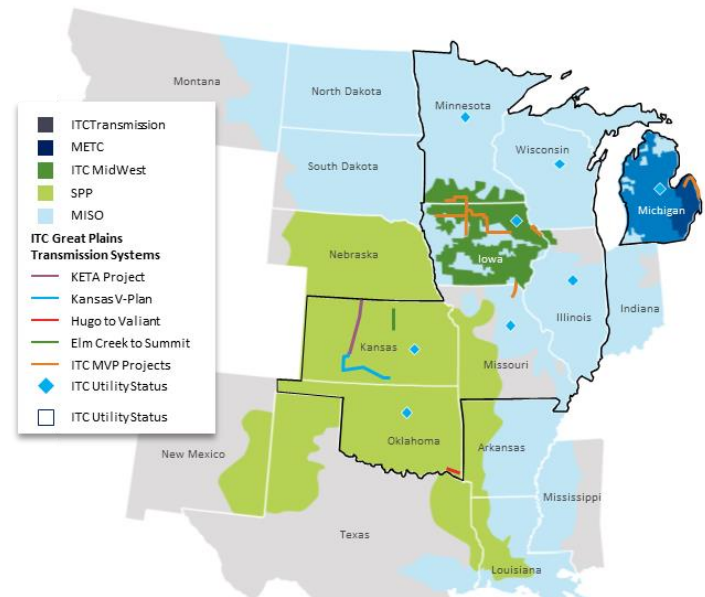 Montana
North Dakota
Minnesota
ITCTransmission
METC
ITC MidWest
SPP
MISO
ITC Great Plains
Transmission Systems
KETA Project
Kansas V-Plan
Hugo to Valiant
Elm Creek to Summit
ITC MVP Projects
ITC Utility Status
ITC Utility Status
South Dakota
Wisconsin
Michigan
Nebraska
Iowa
Illinois
Indiana
Kansas
Missouri
Oklahoma
Arkansas
New Mexico
Mississippi
Texas
Louisiana